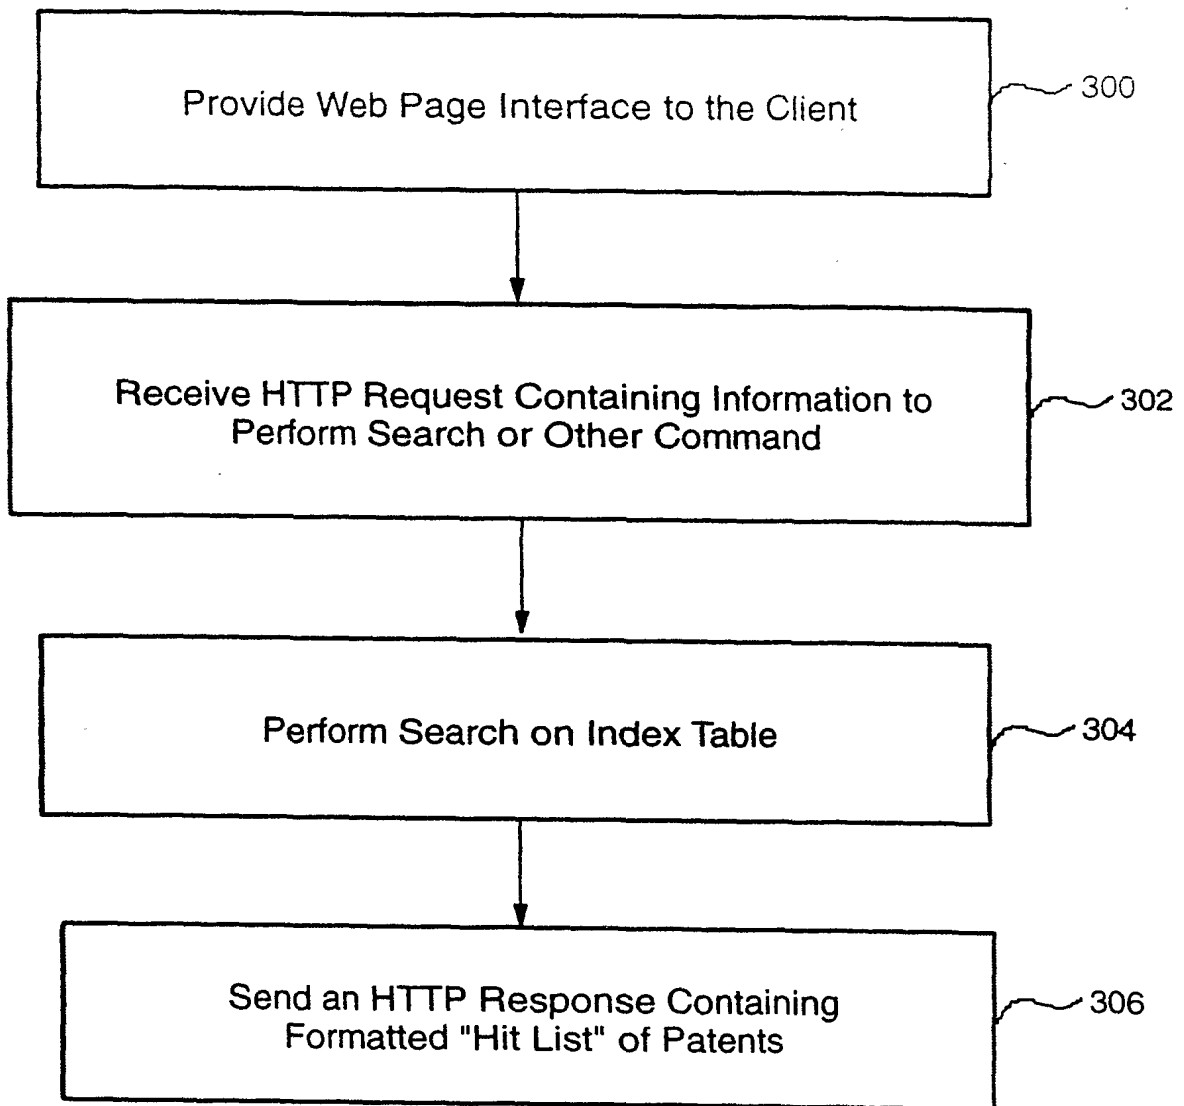 Provide Web Page Interface to the Client
300
Receive HTTP Request Containing Information to
Perform Search or Other Command
302
Perform Search on Index Table
304
Send an HTTP Response Containing
Formatted "Hit List" of Patents
306